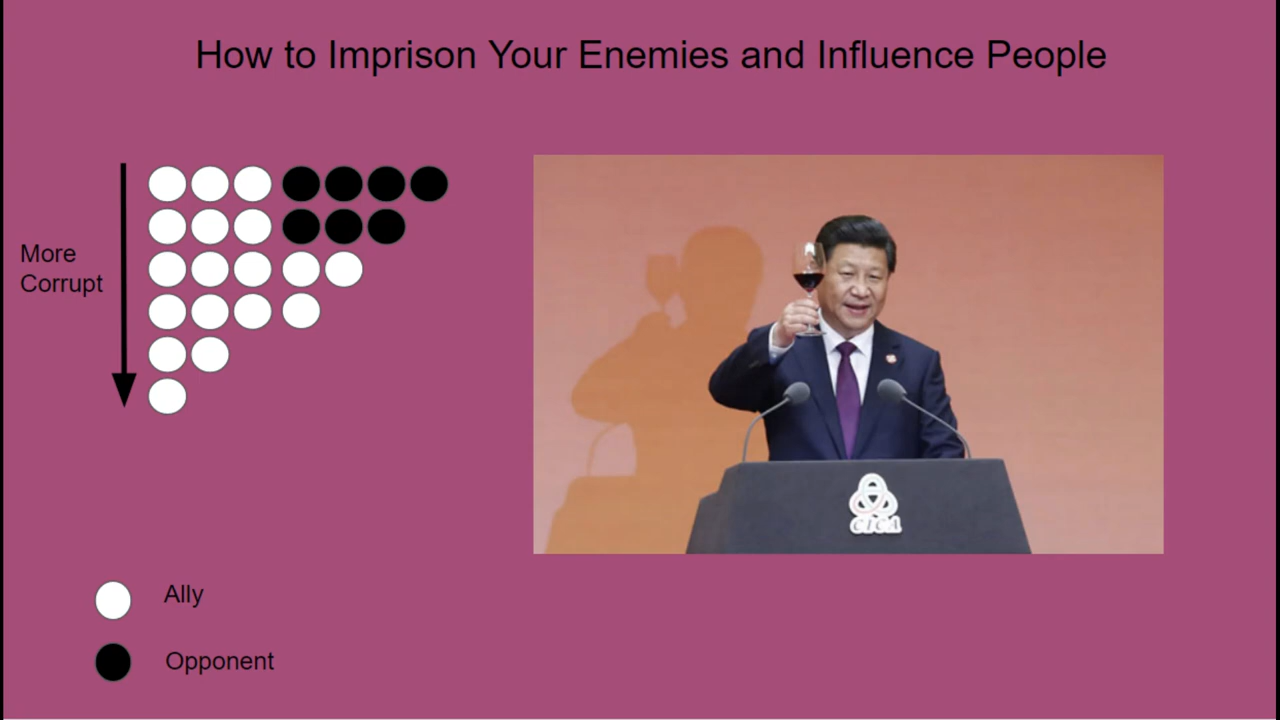 How to Imprison Your Enemies and Influence People
More
Corrupt
CICA
Ally
Opponent